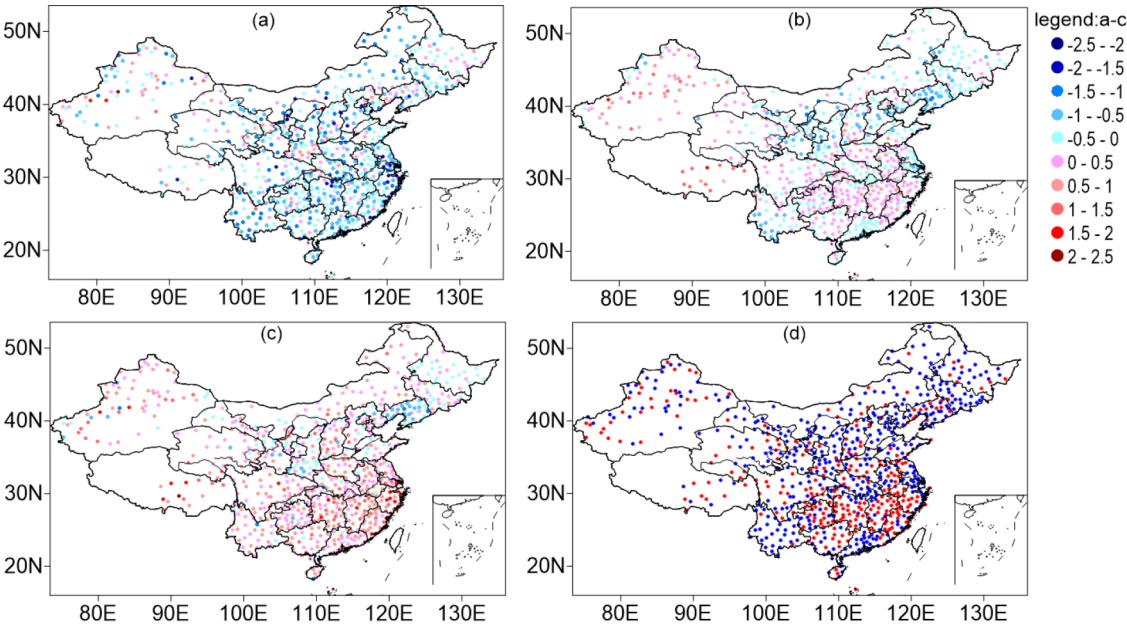 (a)
50N
40N
30N
20N
80E 90E 100E 110E 120E 130E
(b)
50N
40N
30N
20N
80E 90E 100E 110E 120E 130E
legend:a-c
-2.5 - -2
-2 - -1.5
-1.5 - -1
-1 - -0.5
-0.5 - 0
0 - 0.5
0.5 - 1
1 - 1.5
1.5 - 2
2 - 2.5
(c)
50N
40N
30N
20N
80E 90E 100E 110E 120E 130E
(d)
50N
40N
30N
20N
80E 90E 100E 110E 120E 130E